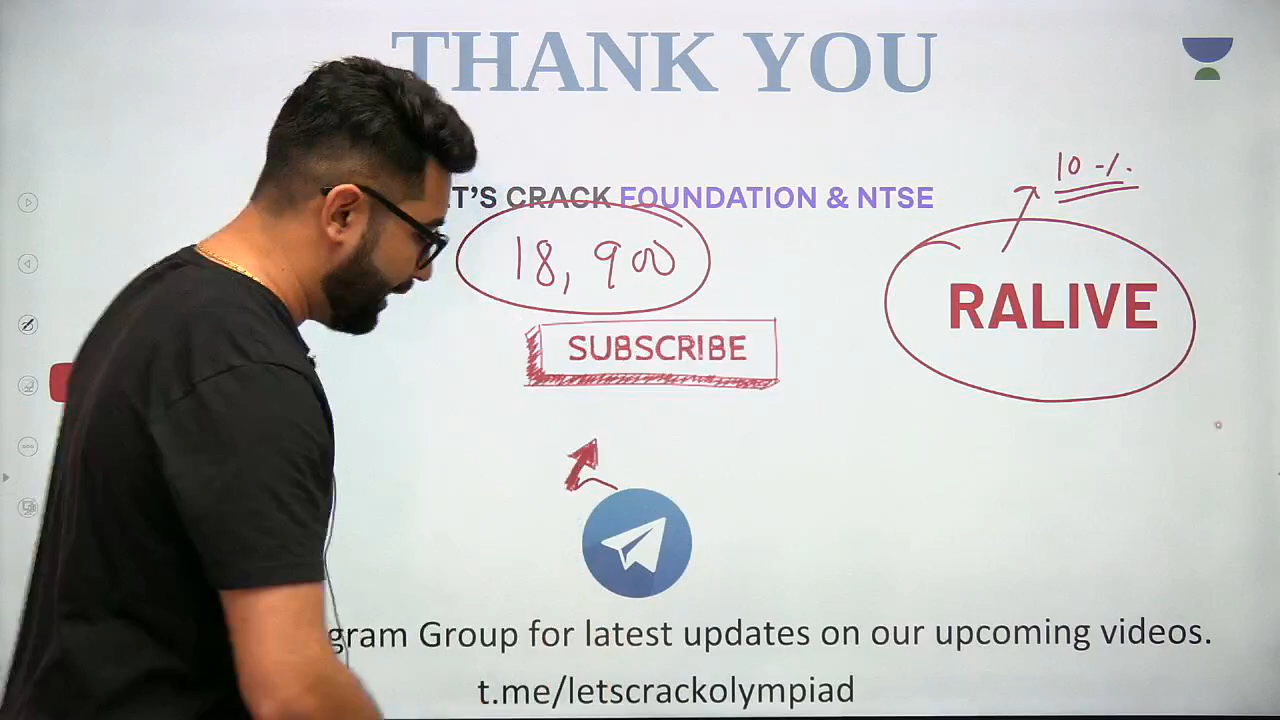 THANK YOU
10 %
T'S CRACK FOUNDATION & NTSE
18,900
RALIVE
SUBSCRIBE
gram Group for latest updates on our upcoming videos.
t.me/letscrackolympiad